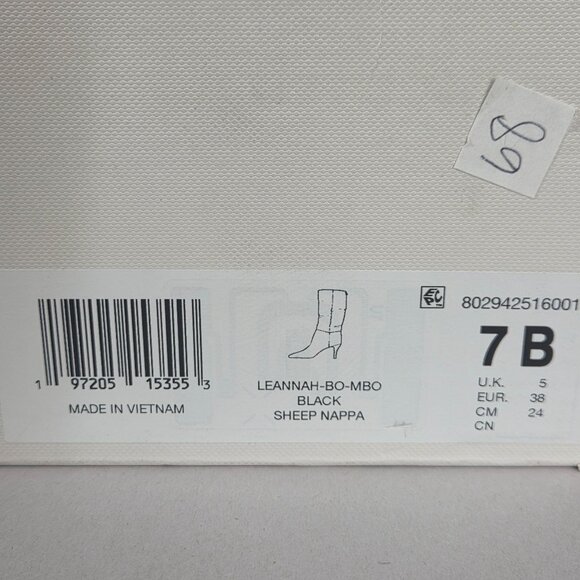 68
802942516001
7 B
U.K. 5
EUR. 38
CM 24
CN
1 97205 15355 3
MADE IN VIETNAM
LEANNAH-BO-MBO
BLACK
SHEEP NAPPA